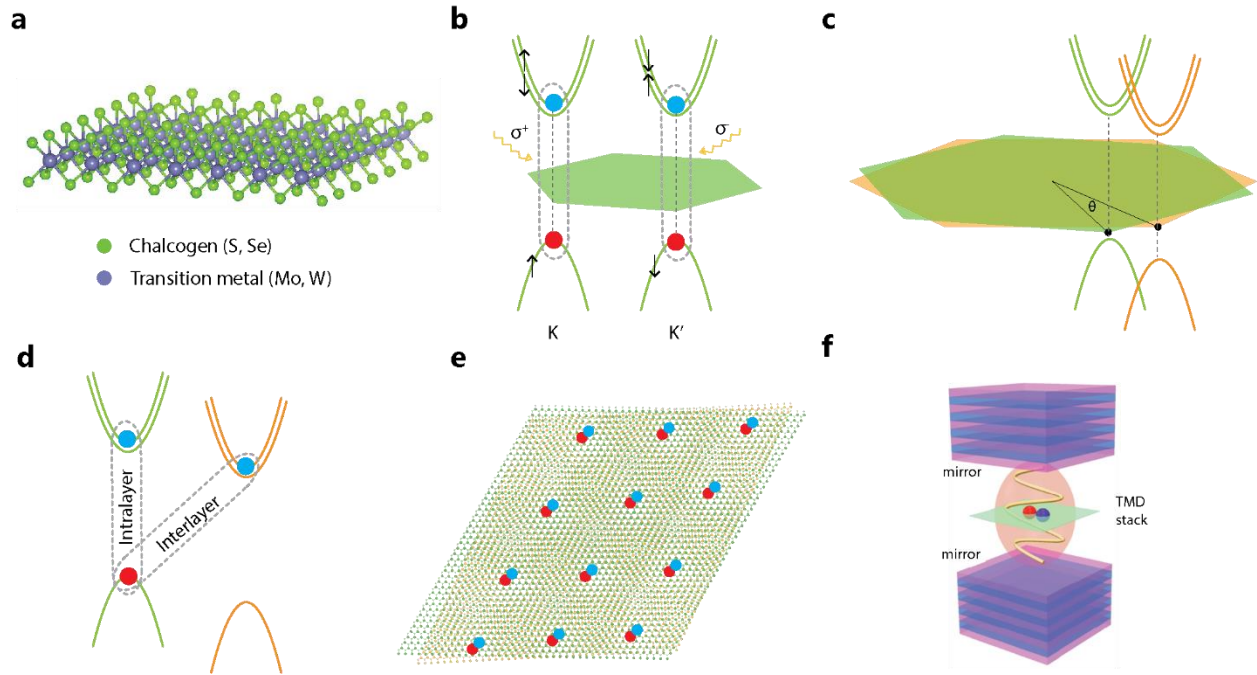 a
Chalcogen (S, Se)
Transition metal (Mo, W)
b
σ+
σ-
K
K′
c
θ
d
Intralayer
Interlayer
e
f
mirror
TMD
stack
mirror